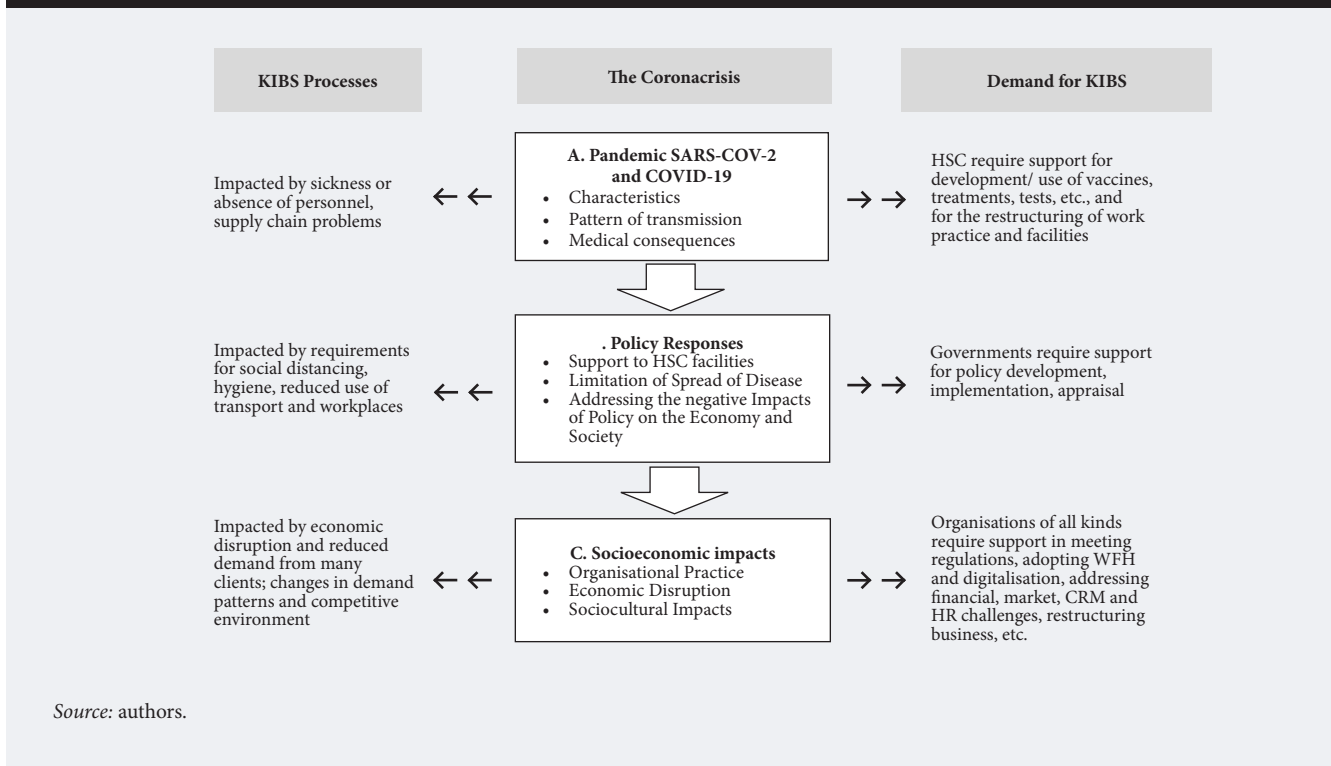 KIBS Processes
The Coronacrisis
Demand for KIBS
Impacted by sickness or
absence of personnel,
supply chain problems
A. Pandemic SARS-COV-2
and COVID-19
• Characteristics
• Pattern of transmission
• Medical consequences
HSC require support for
development/ use of vaccines,
treatments, tests, etc., and
for the restructuring of work
practice and facilities
Impacted by requirements
for social distancing,
hygiene, reduced use of
transport and workplaces
. Policy Responses
• Support to HSC facilities
• Limitation of Spread of Disease
• Addressing the negative Impacts
of Policy on the Economy and
Society
Governments require support
for policy development,
implementation, appraisal
Impacted by economic
disruption and reduced
demand from many
clients; changes in demand
patterns and competitive
environment
C. Socioeconomic impacts
• Organisational Practice
• Economic Disruption
• Sociocultural Impacts
Organisations of all kinds
require support in meeting
regulations, adopting WFH
and digitalisation, addressing
financial, market, CRM and
HR challenges, restructuring
business, etc.
Source: authors.